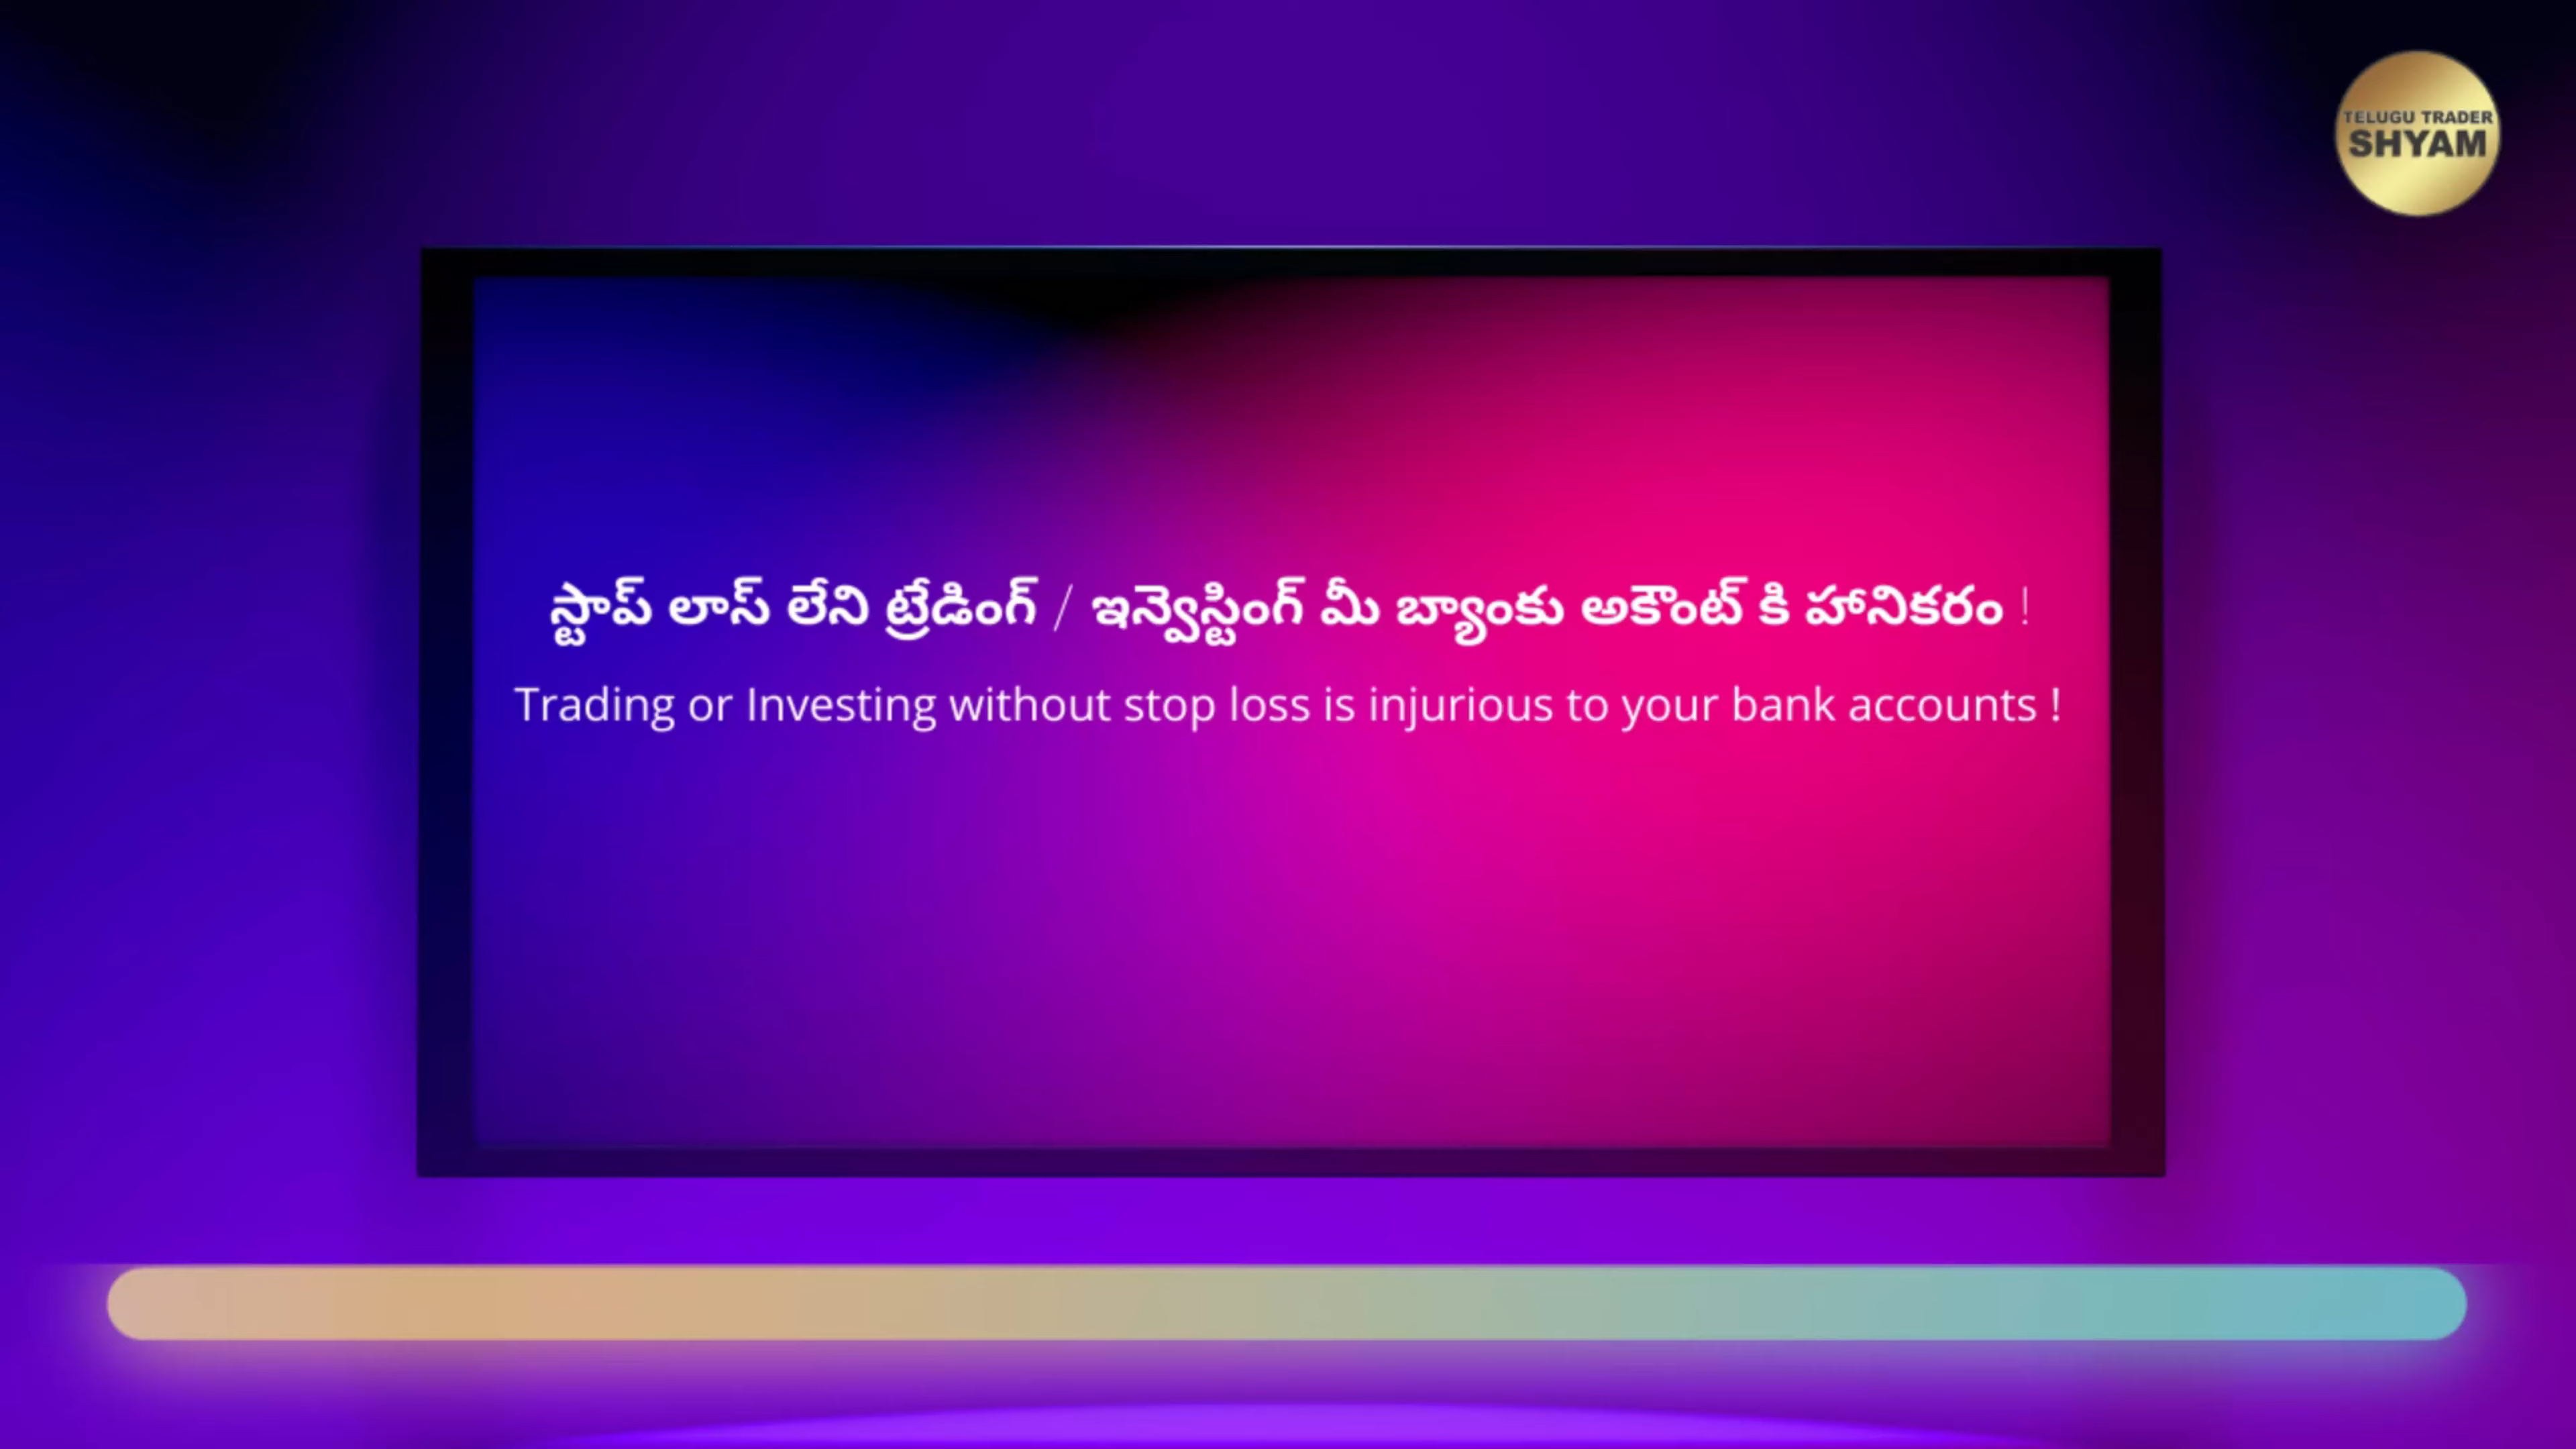 TELUGU TRADER
SHYAM
స్టాప్ లాస్ లేని ట్రేడింగ్ / ఇన్వెస్టింగ్ మీ బ్యాంకు అకౌంట్ కి హానికరం !
Trading or Investing without stop loss is injurious to your bank accounts !